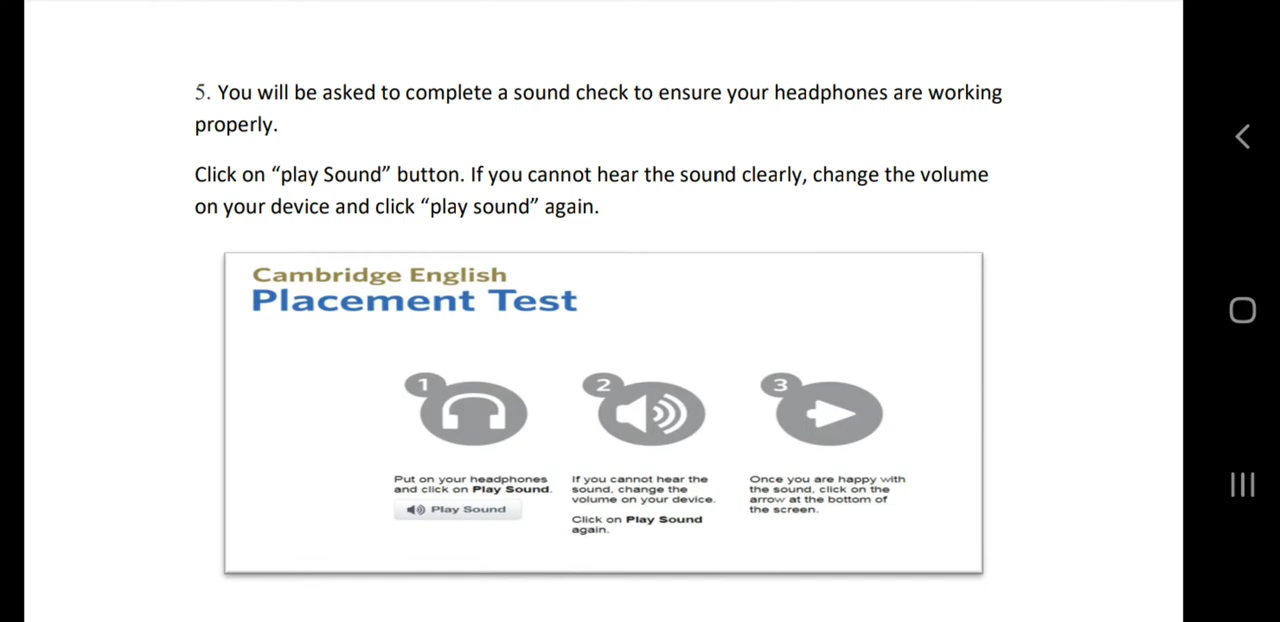 5. You will be asked to complete a sound check to ensure your headphones are working
properly.
Click on “play Sound” button. If you cannot hear the sound clearly, change the volume
on your device and click “play sound” again.
Cambridge English
Placement Test
1
Put on your headphones
and click on Play Sound.
Play Sound
2
If you cannot hear the
sound, change the
volume on your device.
Click on Play Sound
again.
3
Once you are happy with
the sound, click on the
arrow at the bottom of
the screen.